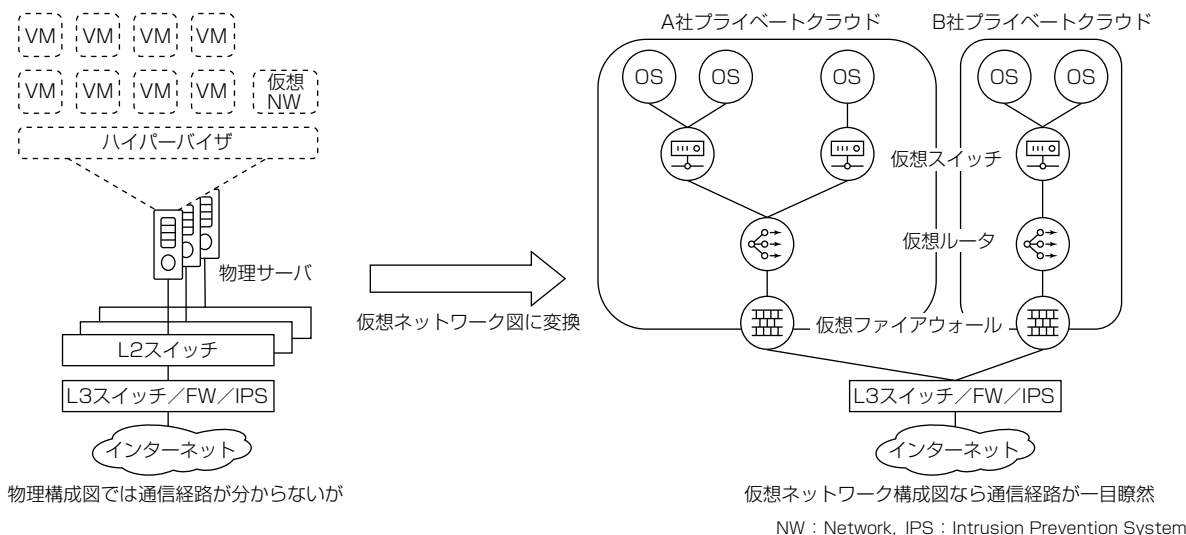 VM VM VM VM
VM VM VM VM 仮想
NW
ハイパーバイザ
物理サーバ
L2スイッチ
L3スイッチ／FW／IPS
インターネット
物理構成図では通信経路が分からないが
仮想ネットワーク図に変換
A社プライベートクラウド B社プライベートクラウド
OS OS OS OS OS
仮想スイッチ
仮想ルータ
仮想ファイアウォール
L3スイッチ／FW／IPS
インターネット
仮想ネットワーク構成図なら通信経路が一目瞭然
NW：Network, IPS：Intrusion Prevention System